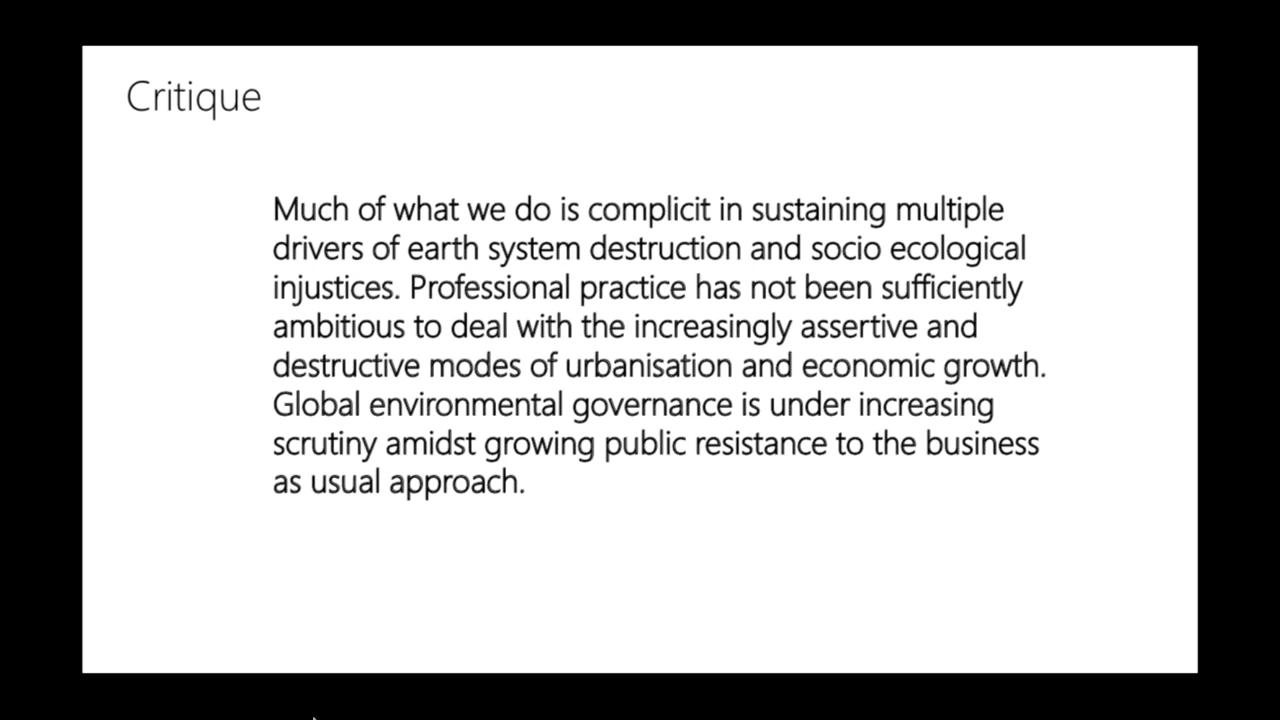 Critique
Much of what we do is complicit in sustaining multiple
drivers of earth system destruction and socio ecological
injustices. Professional practice has not been sufficiently
ambitious to deal with the increasingly assertive and
destructive modes of urbanisation and economic growth.
Global environmental governance is under increasing
scrutiny amidst growing public resistance to the business
as usual approach.